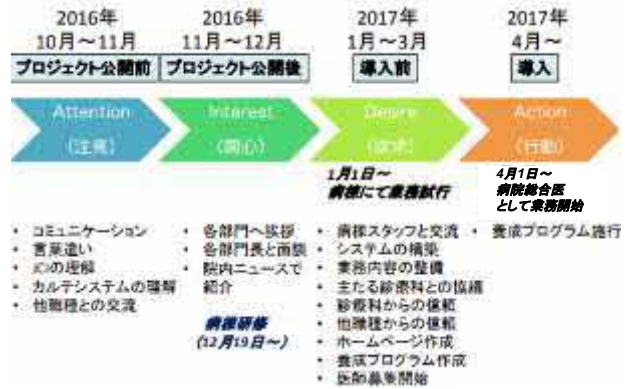 2016年
10月～11月
プロジェクト公開前
2016年
11月～12月
プロジェクト公開後
2017年
1月～3月
導入前
2017年
4月～
導入
Attention
(注意)
Interest
(関心)
Desire
(欲求)
Action
(行動)
1月1日～
病棟にて業務試行
4月1日～
病院総合医
として業務開始
・ コミュニケーション
・ 言葉遣い
の理解
・ カルテシステムの理解
・ 他職種との交流
・ 各部門へ挨拶
・ 各部門長と面談
・ 院内ニュースで
紹介
病棟研修
(12月19日～)
・ 病棟スタッフと交流
・ システムの構築
・ 業務内容の整備
・ 主たる診療科との協議
・ 診療科からの信頼
・ 他職種からの信頼
・ ホームページ作成
・ 養成プログラム作成
・ 医師募集開始
・ 養成プログラム施行